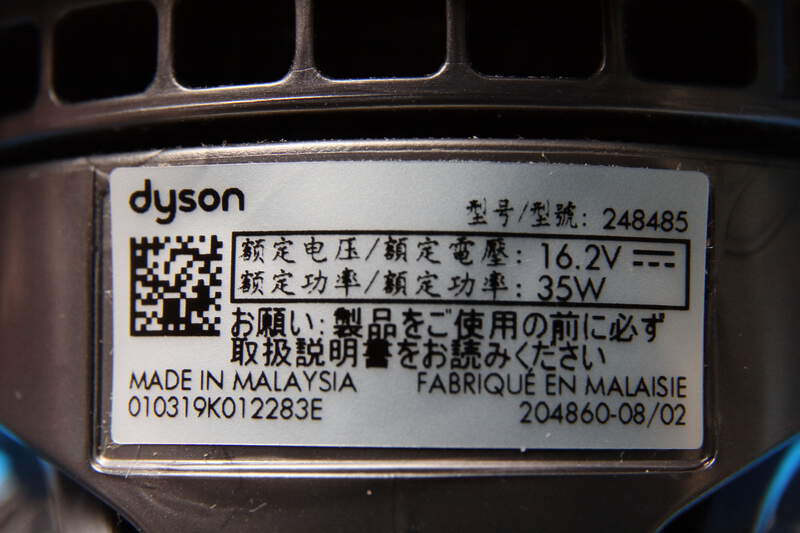 dyson
型号/型號: 248485
额定电压/額定電壓: 16.2V
额定功率/額定功率: 35W
お願い: 製品をご使用の前に必ず
取扱説明書をお読みください
MADE IN MALAYSIA FABRIQUÉ EN MALAISIE
010319K012283E 204860-08/02